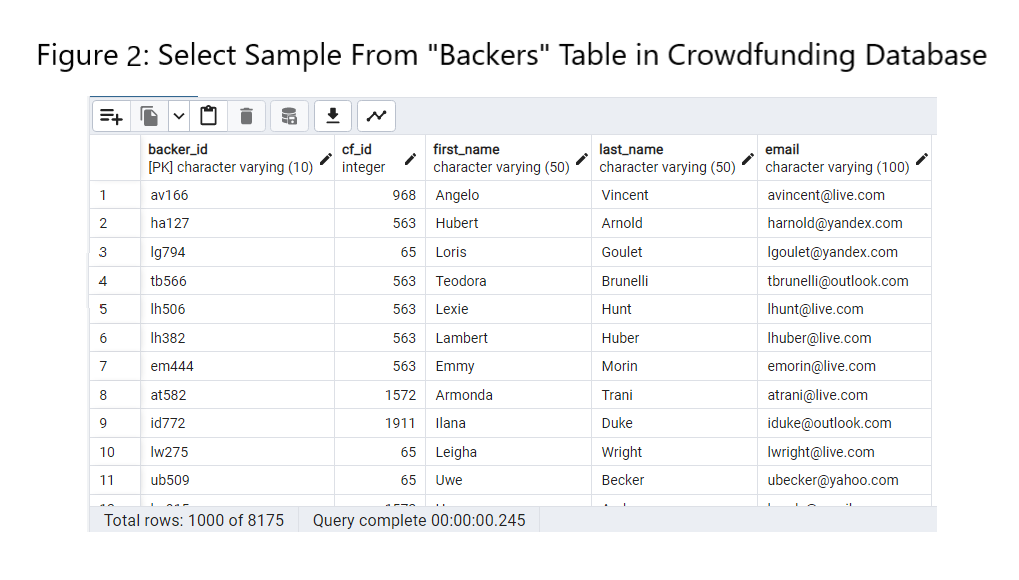 Figure 2: Select Sample From "Backers" Table in Crowdfunding Database
backer_id cf_id first_name last_name email
[PK] character varying (10) integer character varying (50) character varying (50) character varying (100)
1 av166 968 Angelo Vincent avincent@live.com
2 ha127 563 Hubert Arnold harnold@yandex.com
3 lg794 65 Loris Goulet lgoulet@yandex.com
4 tb566 563 Teodora Brunelli tbrunelli@outlook.com
5 lh506 563 Lexie Hunt lhunt@live.com
6 lh382 563 Lambert Huber lhuber@live.com
7 em444 563 Emmy Morin emorin@live.com
8 at582 1572 Armonda Trani atrani@live.com
9 id772 1911 Ilana Duke iduke@outlook.com
10 lw275 65 Leigha Wright lwright@live.com
11 ub509 65 Uwe Becker ubecker@yahoo.com
Total rows: 1000 of 8175 Query complete 00:00:00.245